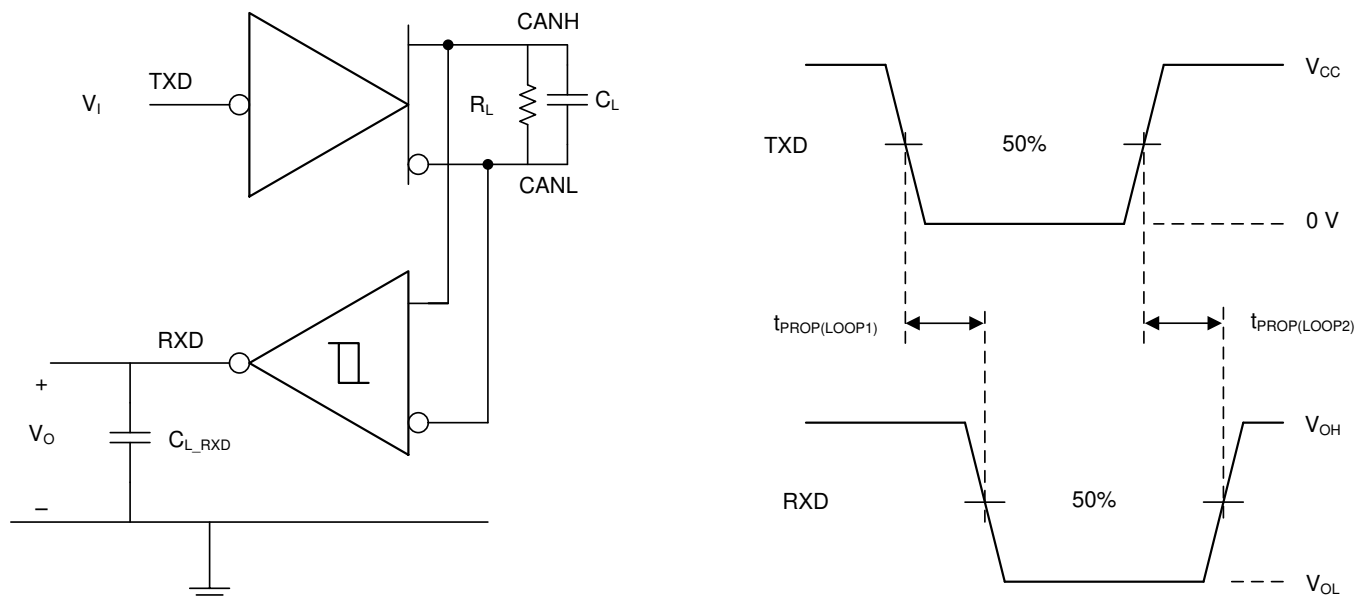 CANH
TXD
V_I
R_L
C_L
CANL
RXD
+
V_O
C_L_RXD
–
V_CC
TXD
50%
0 V
t_PROP(LOOP1)
t_PROP(LOOP2)
V_OH
RXD
50%
V_OL